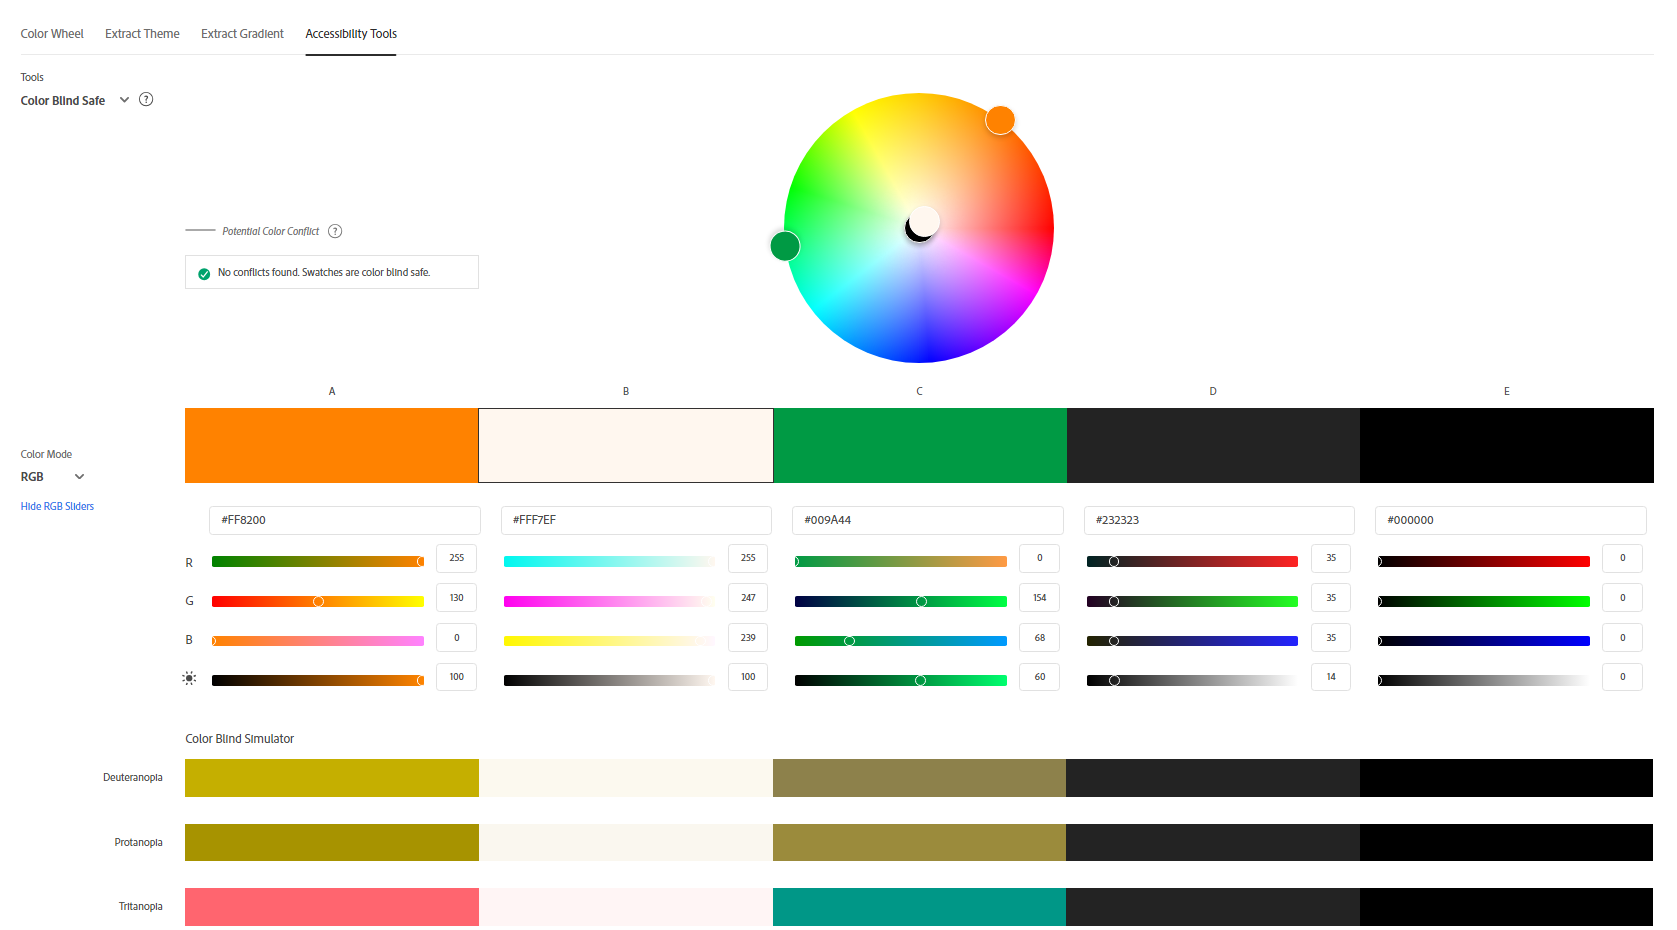 Color Wheel Extract Theme Extract Gradient Accessibility Tools
Tools
Color Blind Safe ?
Potential Color Conflict ?
No conflicts found. Swatches are color blind safe.
A B C D E
Color Mode
RGB
Hide RGB Sliders
#FF8200 #FFF7EF #009A44 #232323 #000000
R 255 255 0 35 0
G 130 247 154 35 0
B 0 239 68 35 0
100 100 60 14 0
Color Blind Simulator
Deuteranopia
Protanopia
Tritanopia